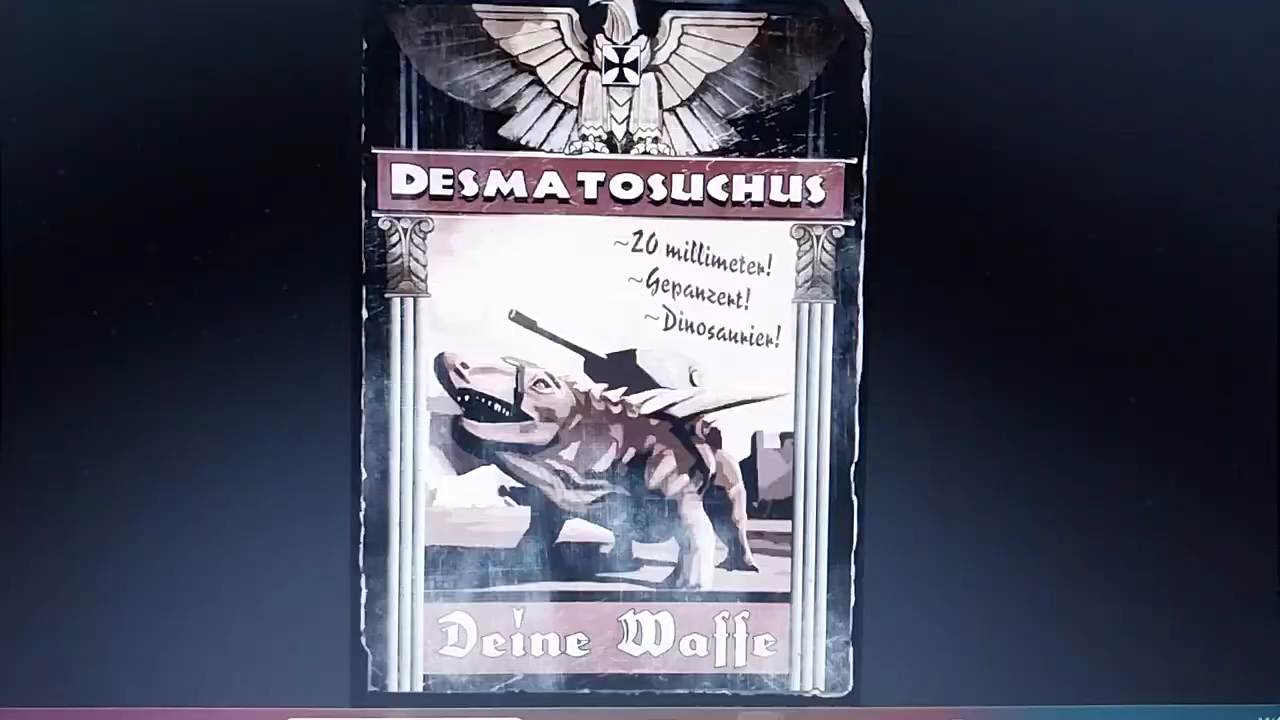 DESMATOSUCHUS
~20 millimeter!
~Gepanzert!
~Dinosaurier!
Deine Waffe